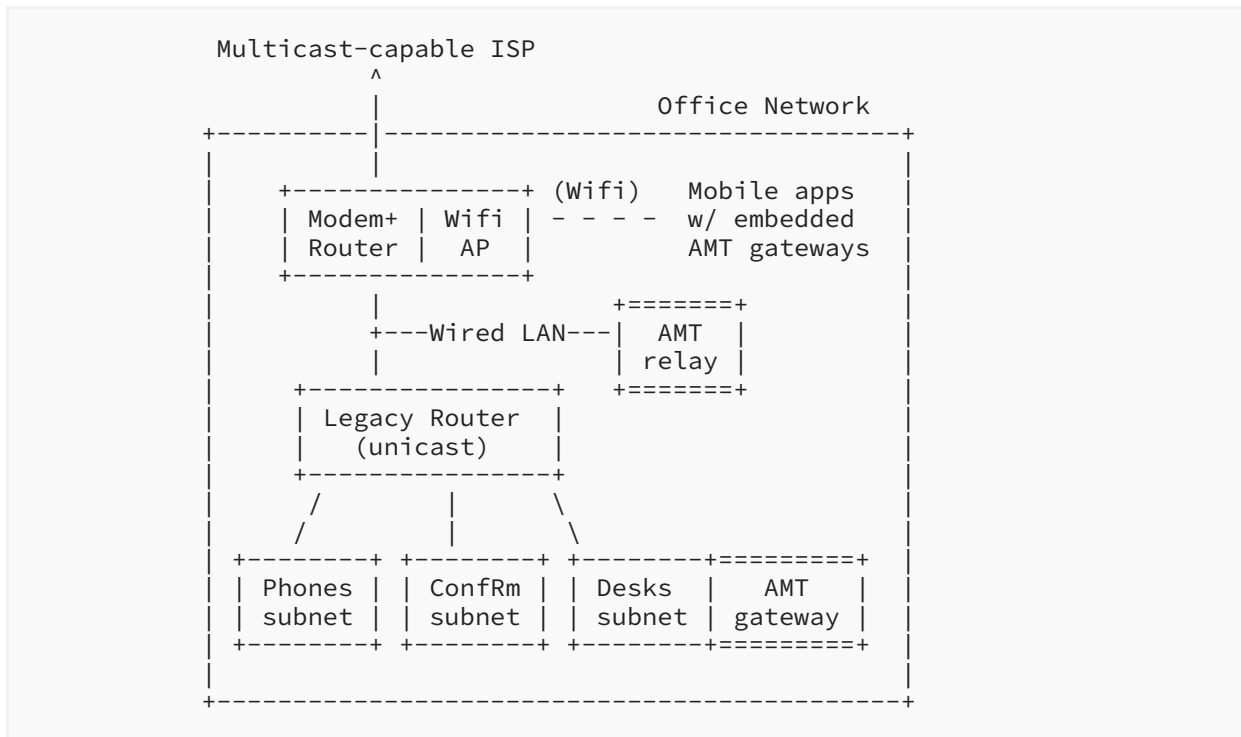 Multicast-capable ISP
Office Network
(Wifi) Mobile apps
Modem+ | Wifi | - - - - w/ embedded
Router | AP | AMT gateways
+---Wired LAN---| AMT |
| relay |
Legacy Router
(unicast)
Phones | | ConfRm | | Desks | AMT
subnet | | subnet | | subnet | gateway